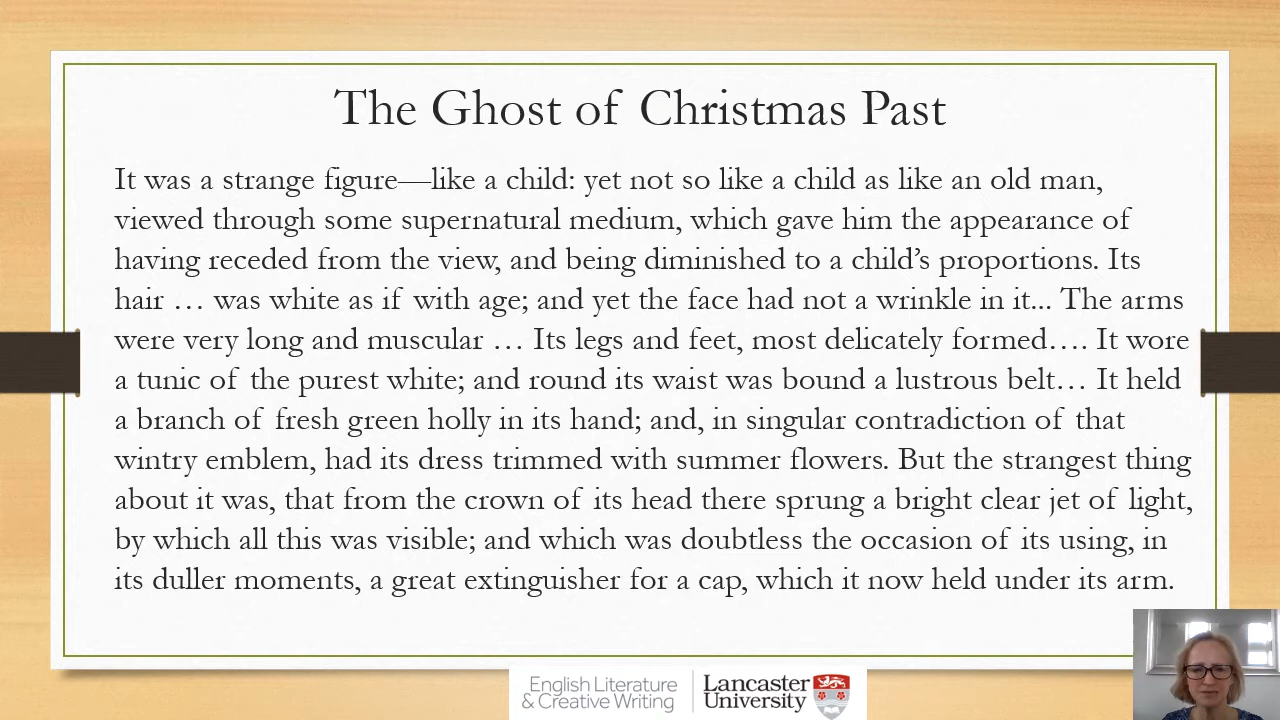 The Ghost of Christmas Past
It was a strange figure—like a child: yet not so like a child as like an old man,
viewed through some supernatural medium, which gave him the appearance of
having receded from the view, and being diminished to a child’s proportions. Its
hair … was white as if with age; and yet the face had not a wrinkle in it... The arms
were very long and muscular … Its legs and feet, most delicately formed…. It wore
a tunic of the purest white; and round its waist was bound a lustrous belt… It held
a branch of fresh green holly in its hand; and, in singular contradiction of that
wintry emblem, had its dress trimmed with summer flowers. But the strangest thing
about it was, that from the crown of its head there sprung a bright clear jet of light,
by which all this was visible; and which was doubtless the occasion of its using, in
its duller moments, a great extinguisher for a cap, which it now held under its arm.
English Literature
& Creative Writing
Lancaster
University